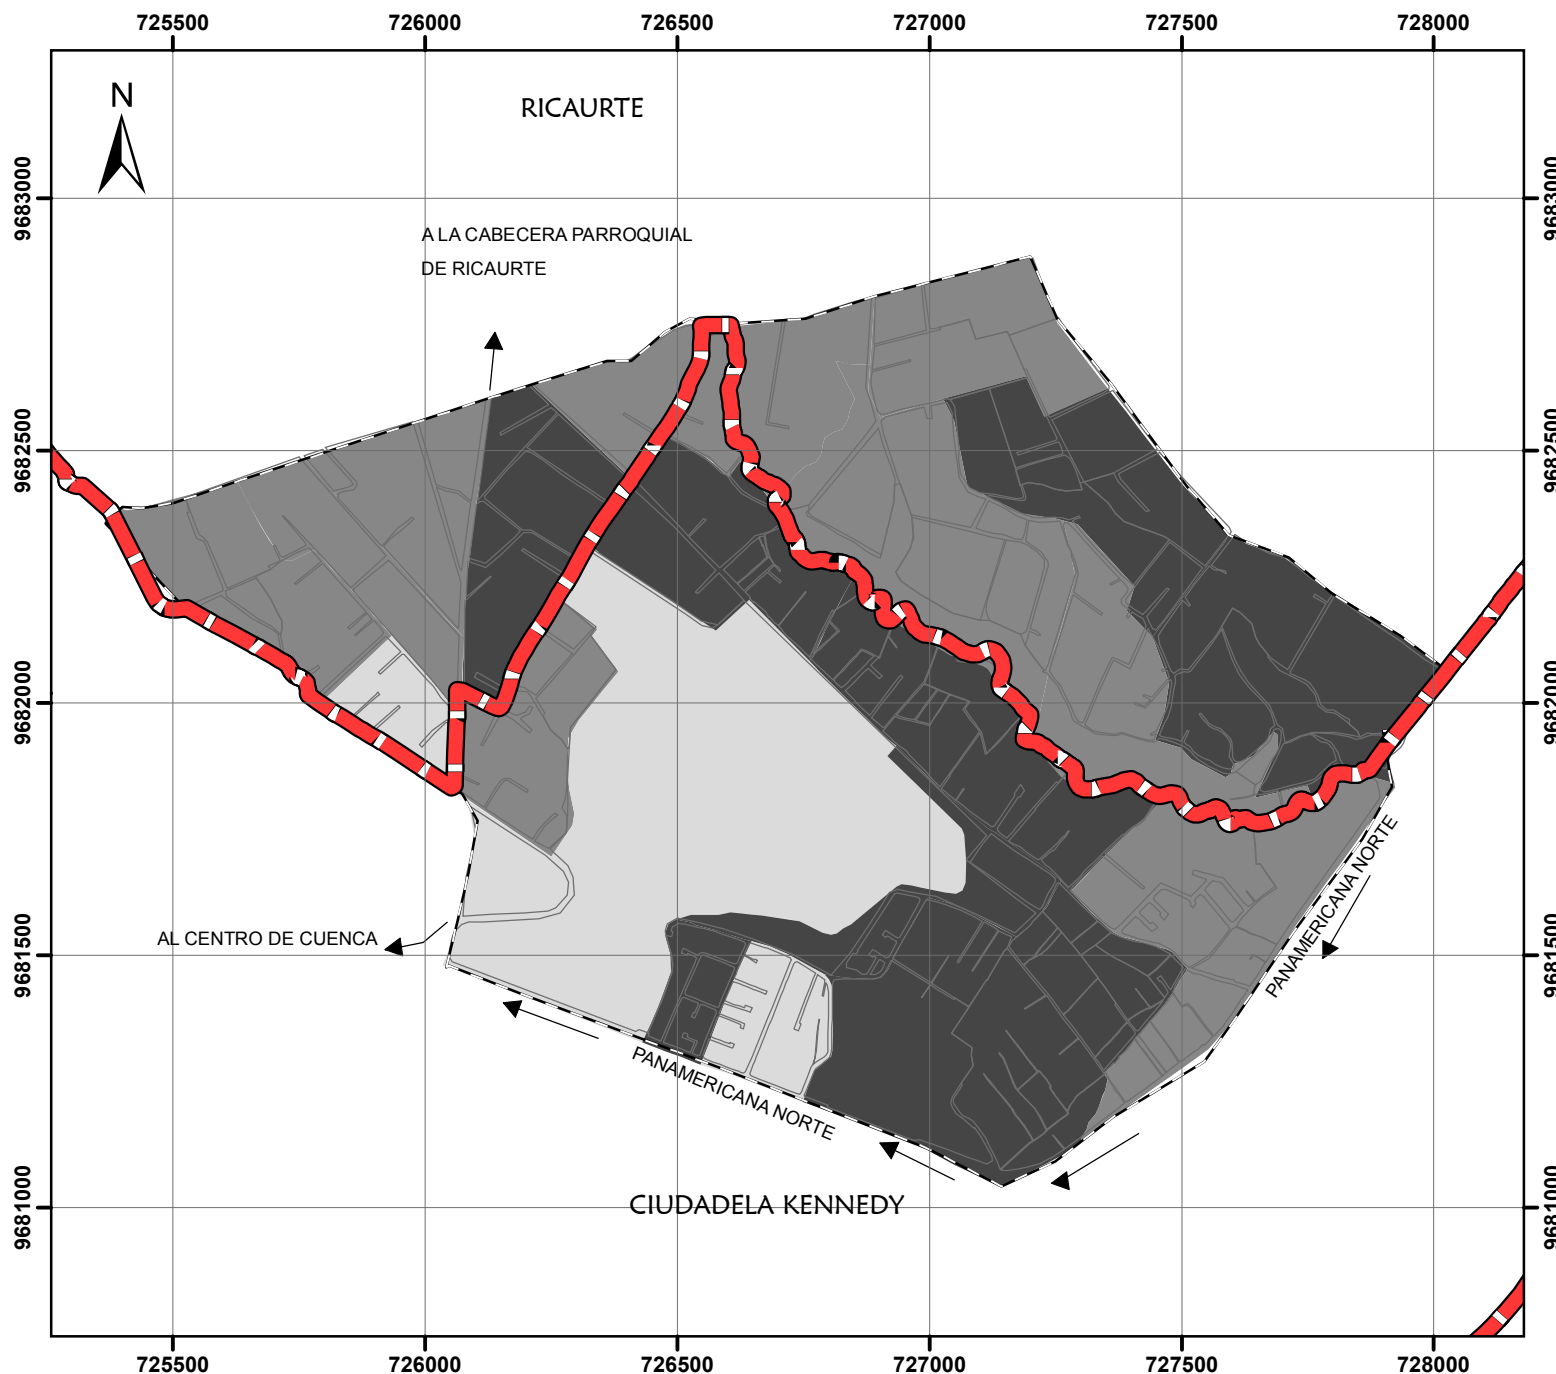 725500 726000 726500 727000 727500 728000
N
RICAURTE
9683000 9683000
A LA CABECERA PARROQUIAL
DE RICAURTE
9682500 9682500
9682000 9682000
PANAMERICANA NORTE
AL CENTRO DE CUENCA
9681500 9681500
PANAMERICANA NORTE
CIUDADELA KENNEDY
9681000 9681000
725500 726000 726500 727000 727500 728000